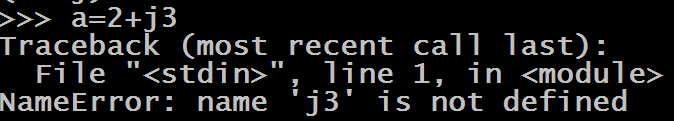 >>> a=2+j3
Traceback (most recent call last):
  File "<stdin>", line 1, in <module>
NameError: name 'j3' is not defined